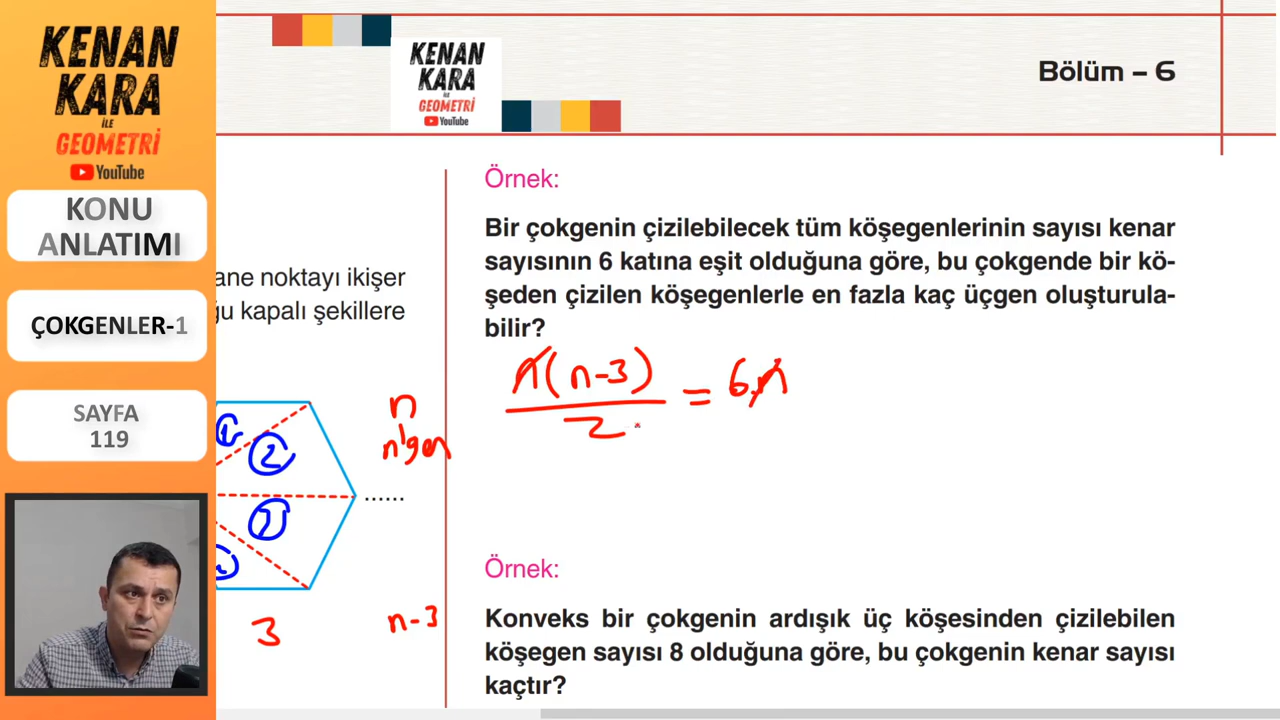 KENAN
KARA
İLE
GEOMETRİ
YouTube
KONU
ANLATIMI
ÇOKGENLER-1
SAYFA
119
KENAN
KARA
İLE
GEOMETRİ
YouTube
Bölüm – 6
ane noktayı ikişer
ğu kapalı şekillere
1
2
2
n
n'gen
......
3
n-3
Örnek:
Bir çokgenin çizilebilecek tüm köşegenlerinin sayısı kenar
sayısının 6 katına eşit olduğuna göre, bu çokgende bir kö-
şeden çizilen köşegenlerle en fazla kaç üçgen oluşturula-
bilir?
n(n-3)
2
= 6.n
Örnek:
Konveks bir çokgenin ardışık üç köşesinden çizilebilen
köşegen sayısı 8 olduğuna göre, bu çokgenin kenar sayısı
kaçtır?